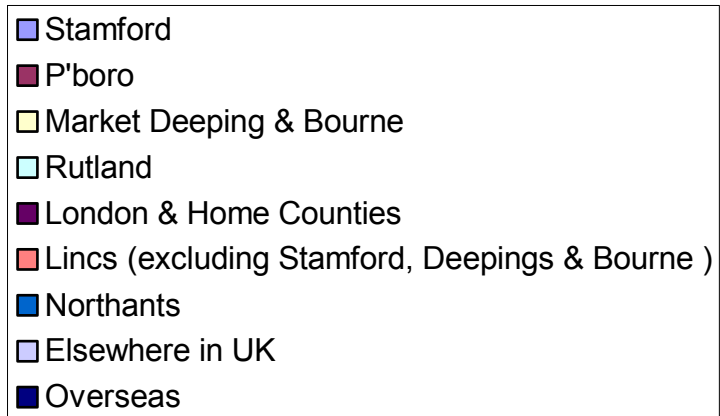 Stamford
P'boro
Market Deeping & Bourne
Rutland
London & Home Counties
Lincs (excluding Stamford, Deepings & Bourne )
Northants
Elsewhere in UK
Overseas